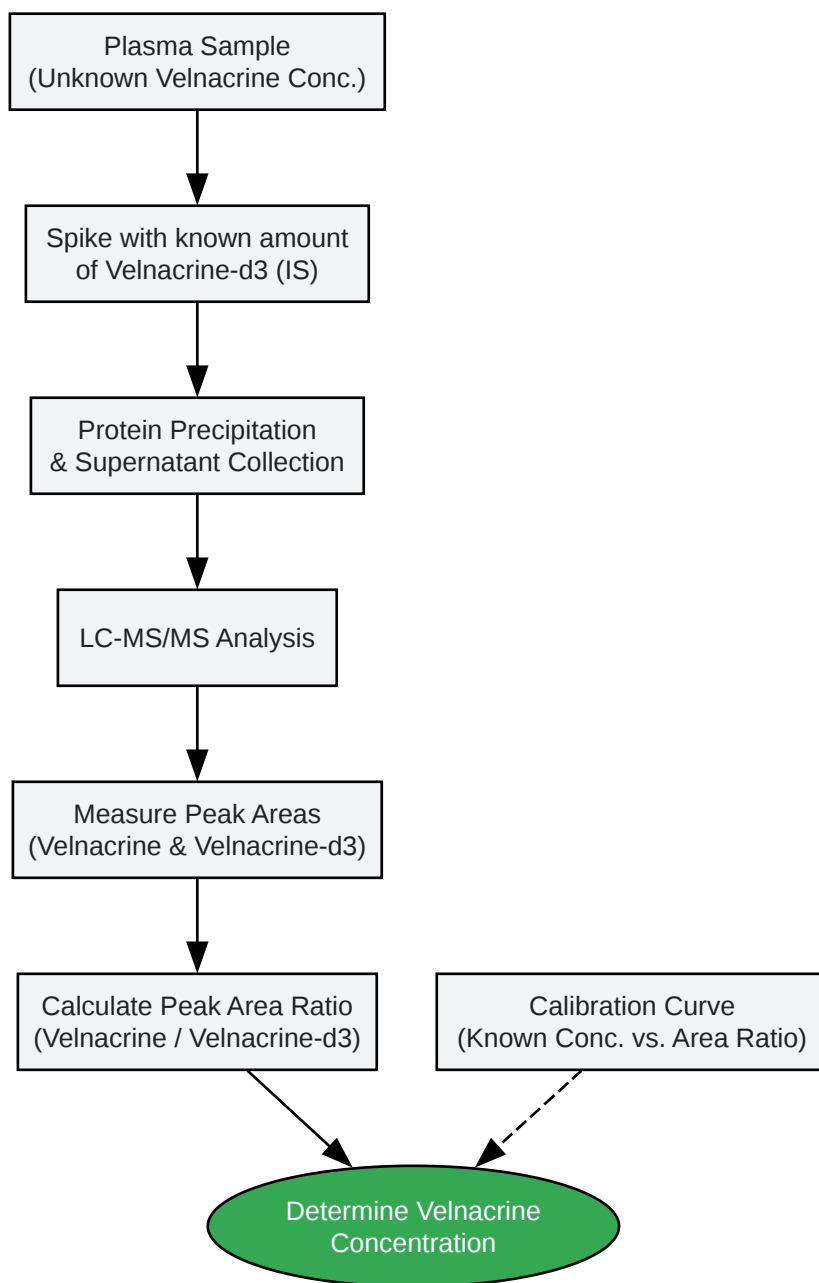 Plasma Sample
(Unknown Velnacrine Conc.)
Spike with known amount
of Velnacrine-d3 (IS)
Protein Precipitation
& Supernatant Collection
LC-MS/MS Analysis
Measure Peak Areas
(Velnacrine & Velnacrine-d3)
Calculate Peak Area Ratio
(Velnacrine / Velnacrine-d3)
Calibration Curve
(Known Conc. vs. Area Ratio)
Determine Velnacrine
Concentration